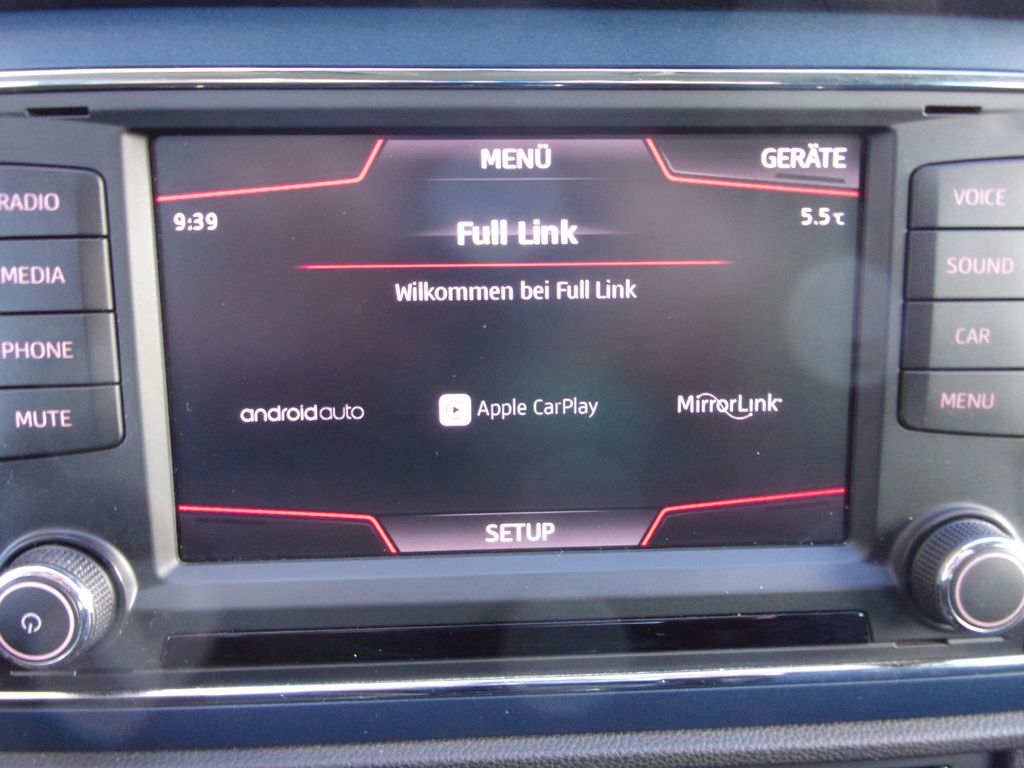 MENÜ
GERÄTE
9:39
5.5℃
Full Link
Wilkommen bei Full Link
androidauto
Apple CarPlay
MirrorLink™
SETUP
RADIO
MEDIA
PHONE
MUTE
VOICE
SOUND
CAR
MENU